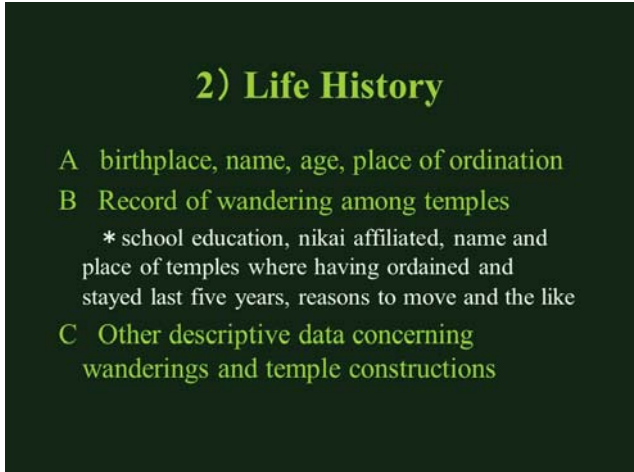 2）Life History
A birthplace, name, age, place of ordination
B Record of wandering among temples
＊school education, nikai affiliated, name and
place of temples where having ordained and
stayed last five years, reasons to move and the like
C Other descriptive data concerning
wanderings and temple constructions